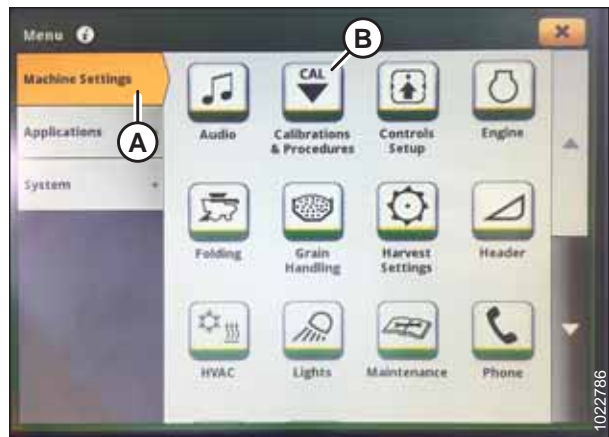 Menu i
B
Machine Settings
A
Applications
System +
CAL
Audio
Calibrations
& Procedures
Controls
Setup
Engine
Folding
Grain
Handling
Harvest
Settings
Header
HVAC
Lights
Maintenance
Phone
1022786